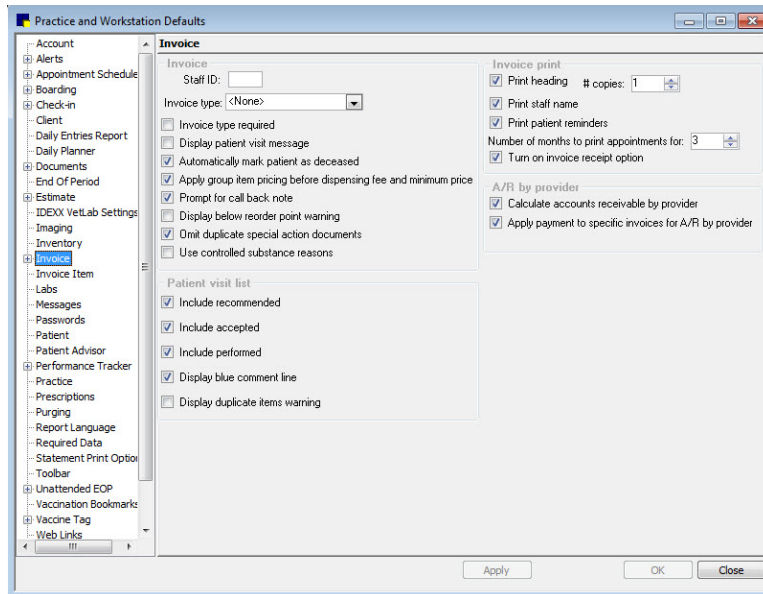 Practice and Workstation Defaults
Account
Alerts
Appointment Schedule
Boarding
Check-in
Client
Daily Entries Report
Daily Planner
Documents
End Of Period
Estimate
IDEXX VetLab Settings
Imaging
Inventory
Invoice
Invoice Item
Labs
Messages
Passwords
Patient
Patient Advisor
Performance Tracker
Practice
Prescriptions
Purging
Report Language
Required Data
Statement Print Option
Toolbar
Unattended EOP
Vaccination Bookmarks
Vaccine Tag
Web Links
Invoice
Invoice
Staff ID:
Invoice type: <None>
Invoice type required
Display patient visit message
Automatically mark patient as deceased
Apply group item pricing before dispensing fee and minimum price
Prompt for call back note
Display below reorder point warning
Omit duplicate special action documents
Use controlled substance reasons
Patient visit list
Include recommended
Include accepted
Include performed
Display blue comment line
Display duplicate items warning
Invoice print
Print heading # copies: 1
Print staff name
Print patient reminders
Number of months to print appointments for: 3
Turn on invoice receipt option
A/R by provider
Calculate accounts receivable by provider
Apply payment to specific invoices for A/R by provider
Apply OK Close